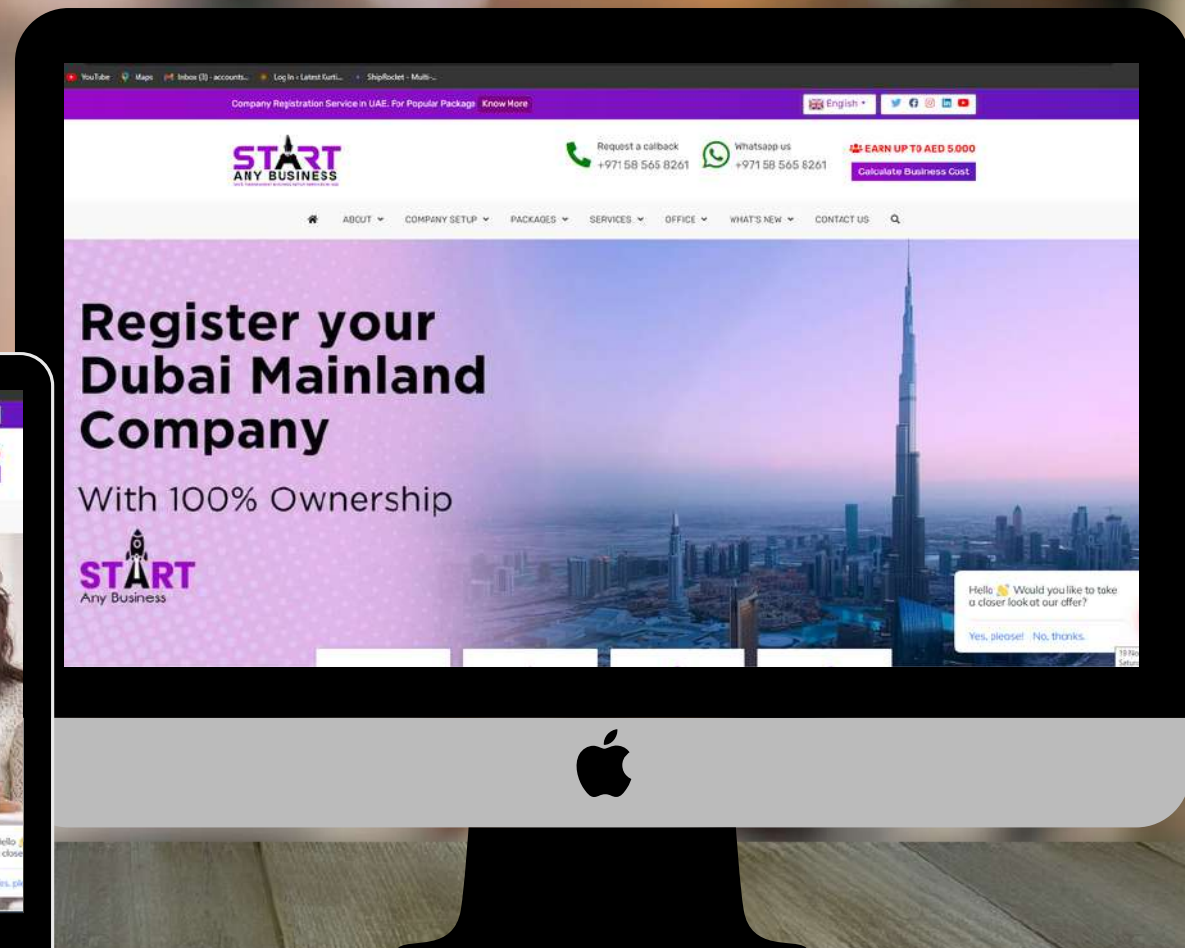 YouTube Maps Inbox (3) - accounts... Log In ‹ Latest Kurti... ShipRocket - Multi-...
Company Registration Service in UAE. For Popular Package Know More
English
START
ANY BUSINESS
Request a callback
+971 58 565 8261
Whatsapp us
+971 58 565 8261
EARN UP TO AED 5,000
Calculate Business Cost
ABOUT COMPANY SETUP PACKAGES SERVICES OFFICE WHAT'S NEW CONTACT US
Register your
Dubai Mainland
Company
With 100% Ownership
START
Any Business
Hello 👋 Would you like to take
a closer look at our offer?
Yes, please! No, thanks.